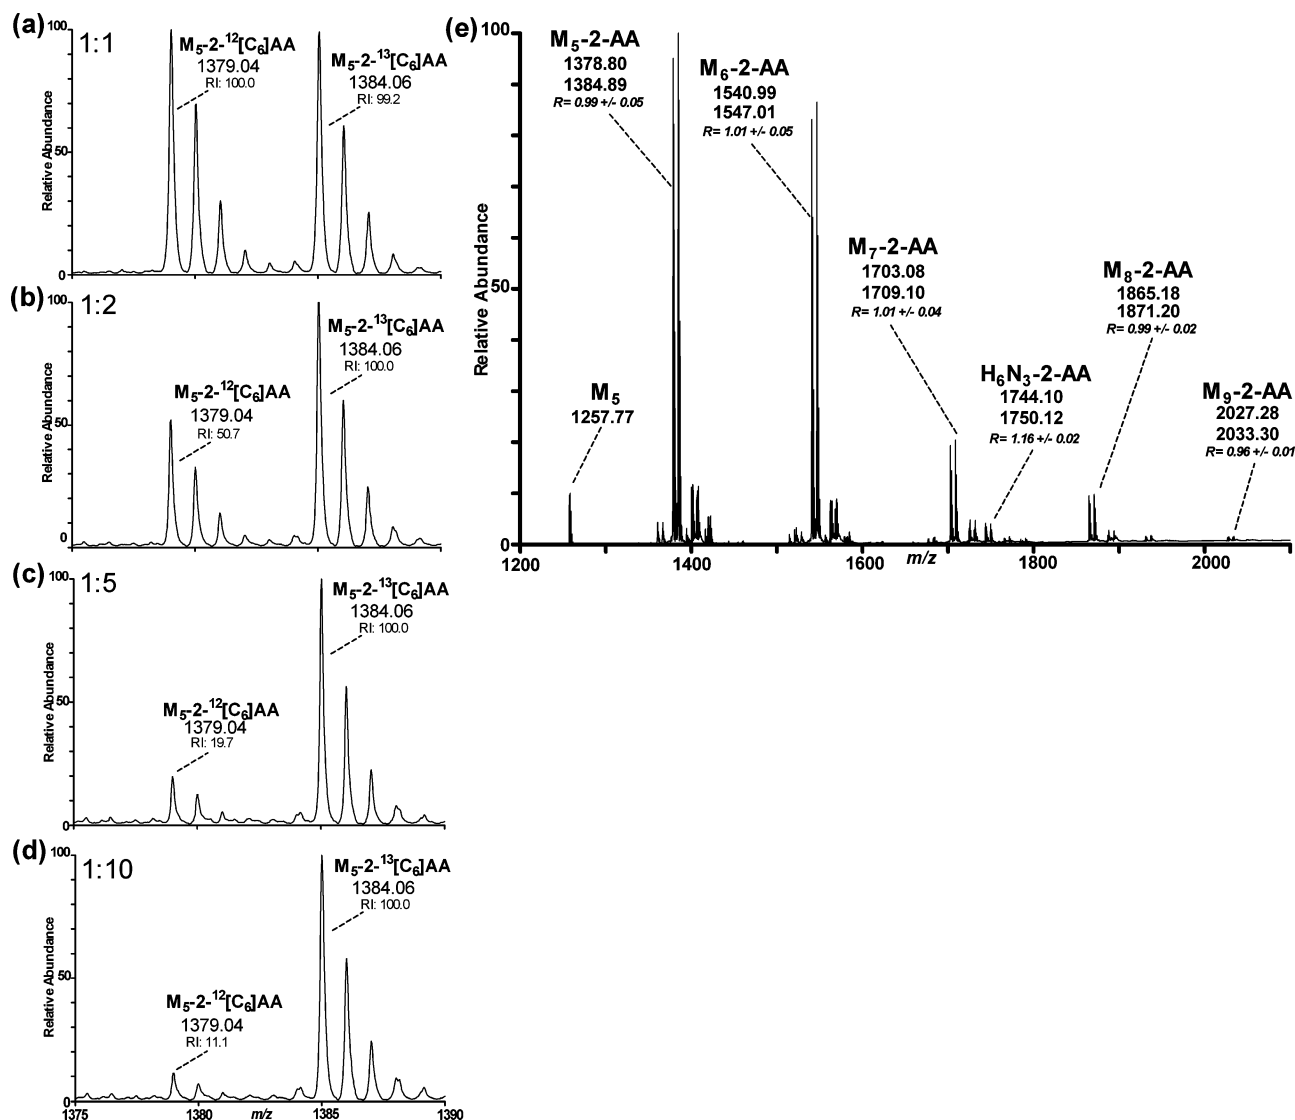 (a)
100
1:1
M5-2-12[C6]AA
1379.04
RI: 100.0
M5-2-13[C6]AA
1384.06
RI: 99.2
Relative Abundance
50
0
(b)
100
1:2
M5-2-13[C6]AA
1384.06
RI: 100.0
M5-2-12[C6]AA
1379.04
RI: 50.7
Relative Abundance
50
0
(c)
100
1:5
M5-2-13[C6]AA
1384.06
RI: 100.0
M5-2-12[C6]AA
1379.04
RI: 19.7
Relative Abundance
50
0
(d)
100
1:10
M5-2-13[C6]AA
1384.06
RI: 100.0
M5-2-12[C6]AA
1379.04
RI: 11.1
Relative Abundance
50
0
1375
1380
m/z
1385
1390
(e)
100
M5-2-AA
1378.80
1384.89
R= 0.99 +/- 0.05
M6-2-AA
1540.99
1547.01
R= 1.01 +/- 0.05
M7-2-AA
1703.08
1709.10
R= 1.01 +/- 0.04
M8-2-AA
1865.18
1871.20
R= 0.99 +/- 0.02
H6N3-2-AA
1744.10
1750.12
R= 1.16 +/- 0.02
M9-2-AA
2027.28
2033.30
R= 0.96 +/- 0.01
M5
1257.77
Relative Abundance
50
0
1200
1400
1600
m/z
1800
2000